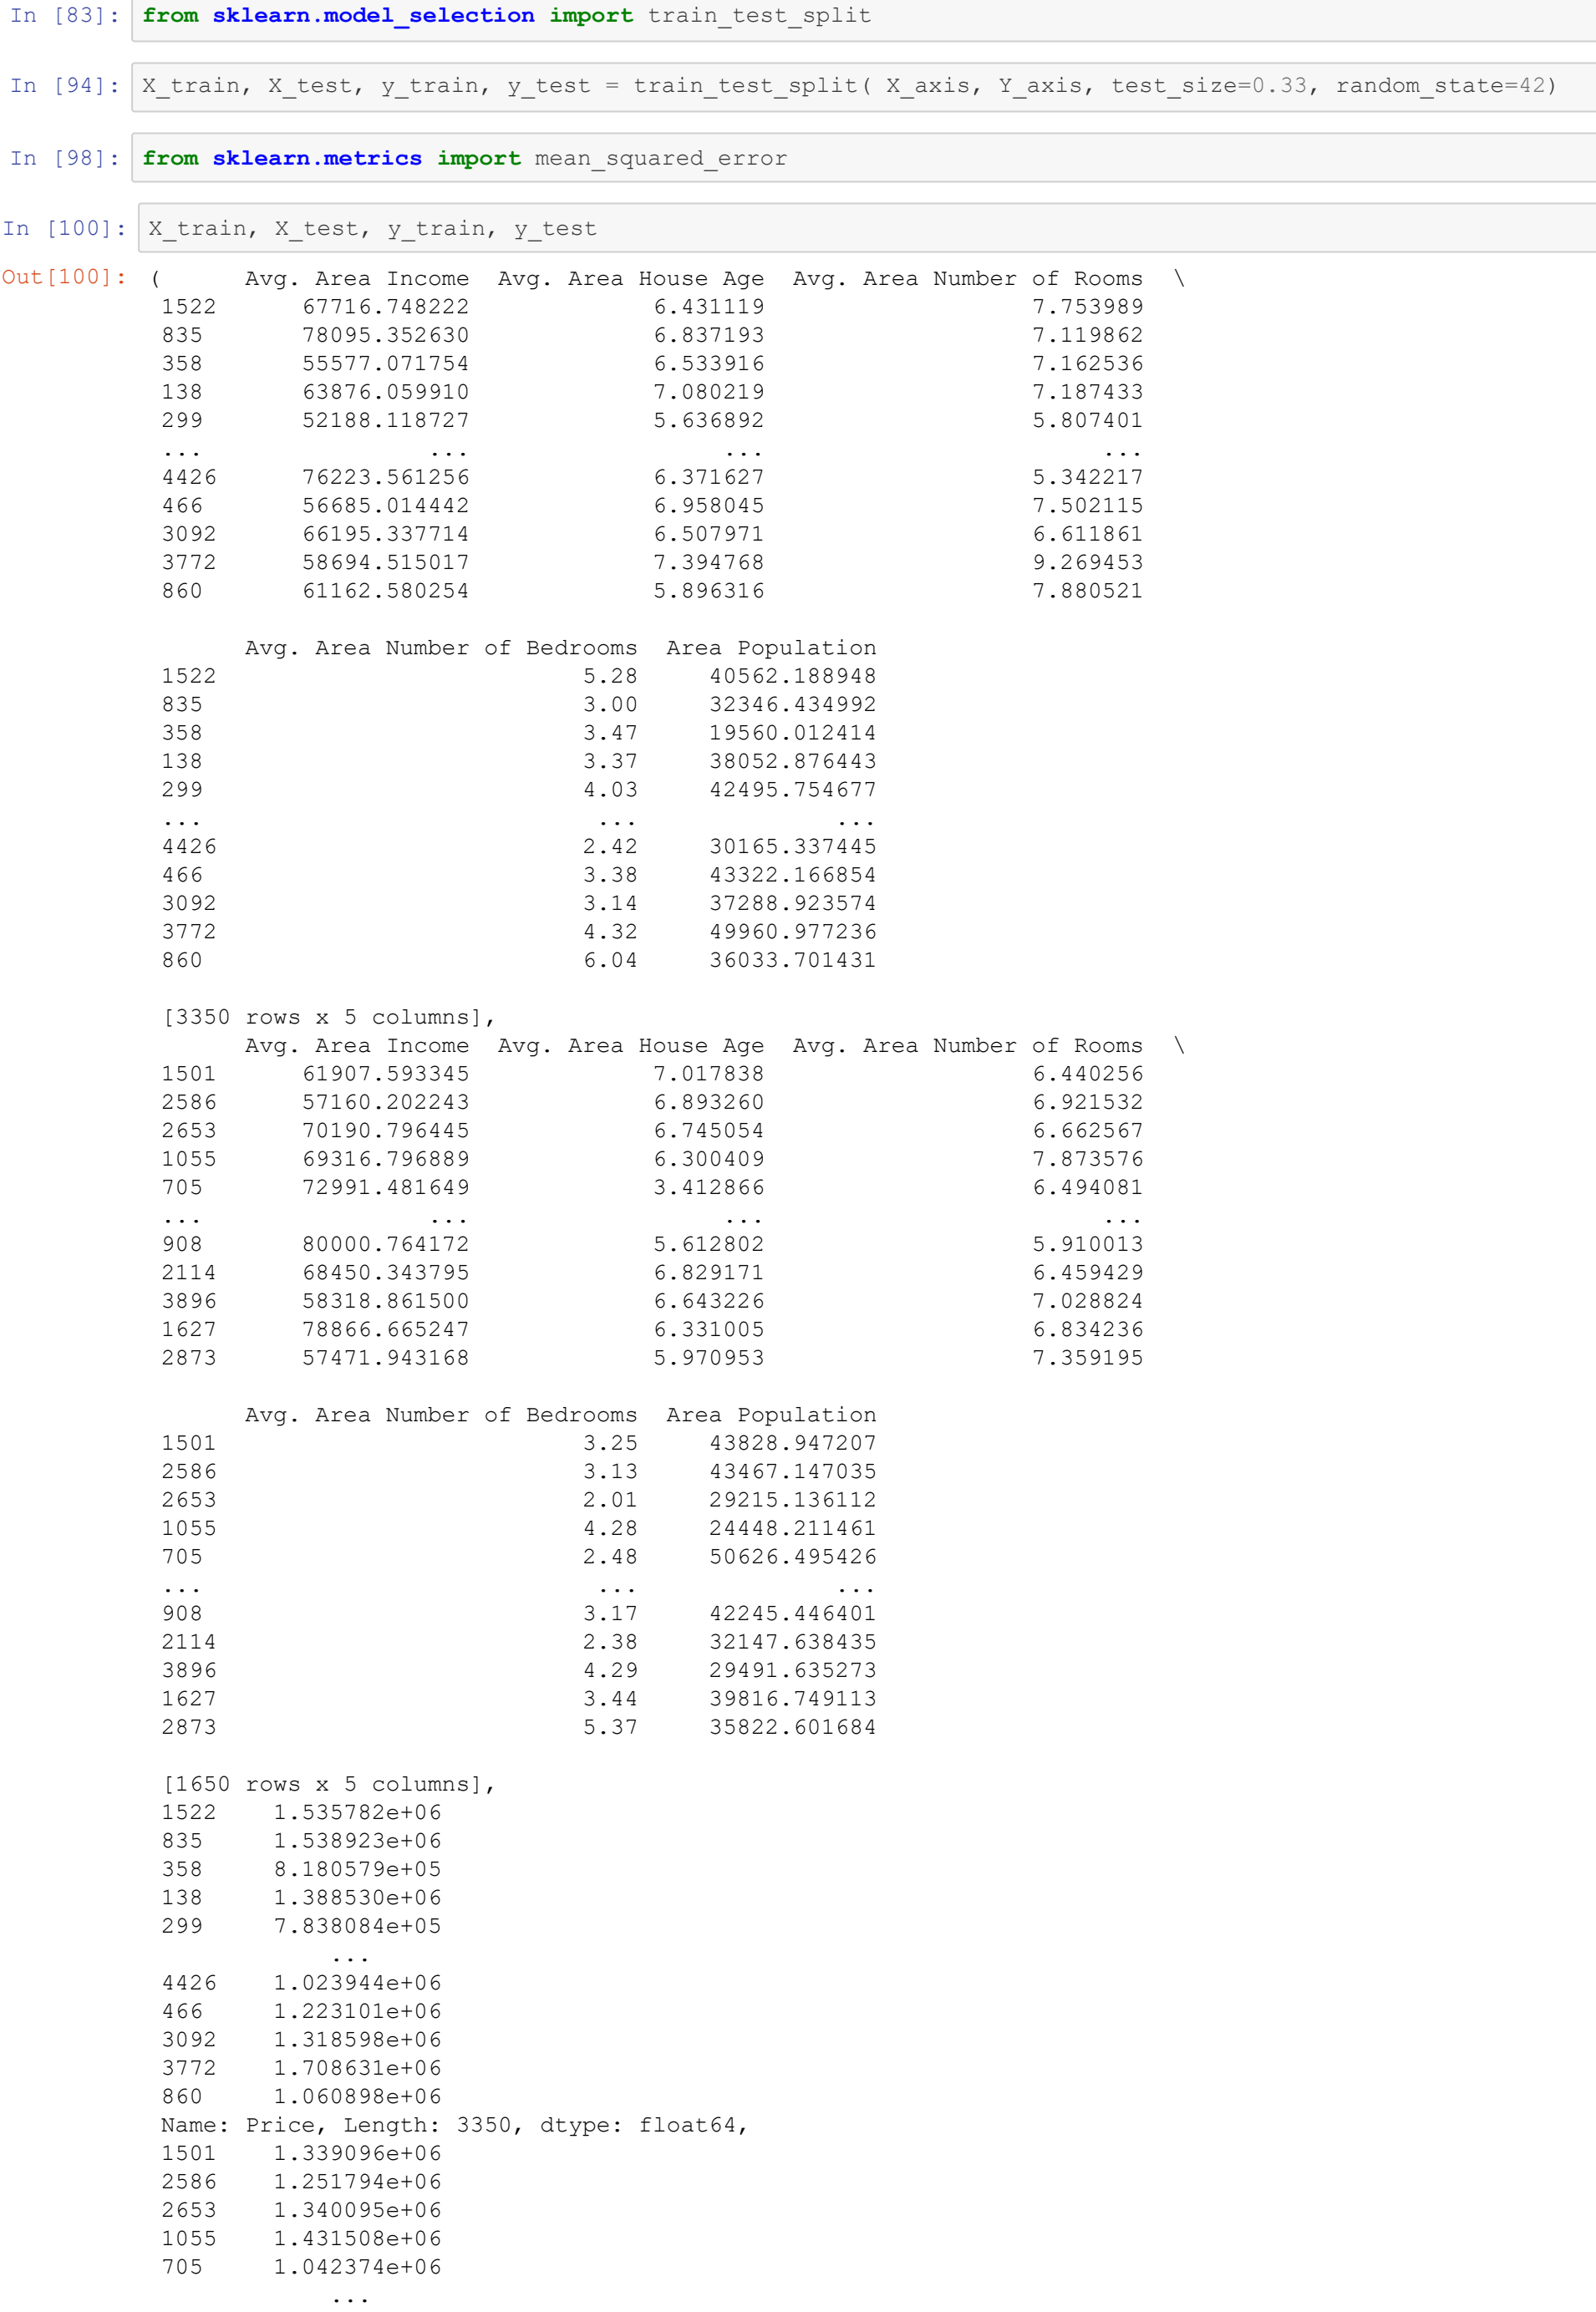 In [83]: from sklearn.model_selection import train_test_split
In [94]: X_train, X_test, y_train, y_test = train_test_split( X_axis, Y_axis, test_size=0.33, random_state=42)
In [98]: from sklearn.metrics import mean_squared_error
In [100]: X_train, X_test, y_train, y_test
Out[100]: (      Avg. Area Income  Avg. Area House Age  Avg. Area Number of Rooms  \
1522      67716.748222             6.431119                   7.753989
835       78095.352630             6.837193                   7.119862
358       55577.071754             6.533916                   7.162536
138       63876.059910             7.080219                   7.187433
299       52188.118727             5.636892                   5.807401
...                ...                  ...                        ...
4426      76223.561256             6.371627                   5.342217
466       56685.014442             6.958045                   7.502115
3092      66195.337714             6.507971                   6.611861
3772      58694.515017             7.394768                   9.269453
860       61162.580254             5.896316                   7.880521
      Avg. Area Number of Bedrooms  Area Population
1522                          5.28     40562.188948
835                           3.00     32346.434992
358                           3.47     19560.012414
138                           3.37     38052.876443
299                           4.03     42495.754677
...                            ...              ...
4426                          2.42     30165.337445
466                           3.38     43322.166854
3092                          3.14     37288.923574
3772                          4.32     49960.977236
860                           6.04     36033.701431
[3350 rows x 5 columns],
      Avg. Area Income  Avg. Area House Age  Avg. Area Number of Rooms  \
1501      61907.593345             7.017838                   6.440256
2586      57160.202243             6.893260                   6.921532
2653      70190.796445             6.745054                   6.662567
1055      69316.796889             6.300409                   7.873576
705       72991.481649             3.412866                   6.494081
...                ...                  ...                        ...
908       80000.764172             5.612802                   5.910013
2114      68450.343795             6.829171                   6.459429
3896      58318.861500             6.643226                   7.028824
1627      78866.665247             6.331005                   6.834236
2873      57471.943168             5.970953                   7.359195
      Avg. Area Number of Bedrooms  Area Population
1501                          3.25     43828.947207
2586                          3.13     43467.147035
2653                          2.01     29215.136112
1055                          4.28     24448.211461
705                           2.48     50626.495426
...                            ...              ...
908                           3.17     42245.446401
2114                          2.38     32147.638435
3896                          4.29     29491.635273
1627                          3.44     39816.749113
2873                          5.37     35822.601684
[1650 rows x 5 columns],
1522    1.535782e+06
835     1.538923e+06
358     8.180579e+05
138     1.388530e+06
299     7.838084e+05
            ...
4426    1.023944e+06
466     1.223101e+06
3092    1.318598e+06
3772    1.708631e+06
860     1.060898e+06
Name: Price, Length: 3350, dtype: float64,
1501    1.339096e+06
2586    1.251794e+06
2653    1.340095e+06
1055    1.431508e+06
705     1.042374e+06
            ...